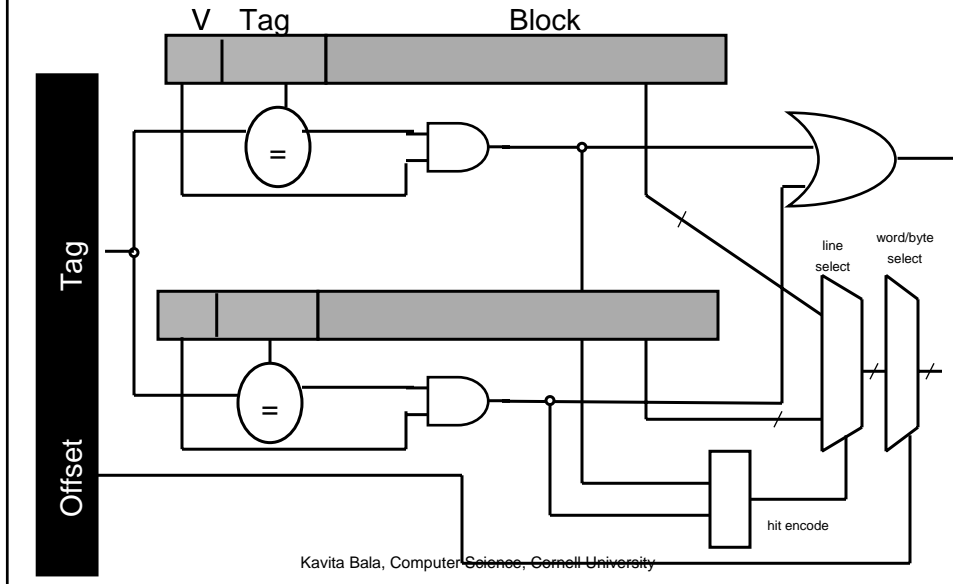 V Tag Block
=
Tag
line select
word/byte select
=
Offset
hit encode
Kavita Bala, Computer Science, Cornell University